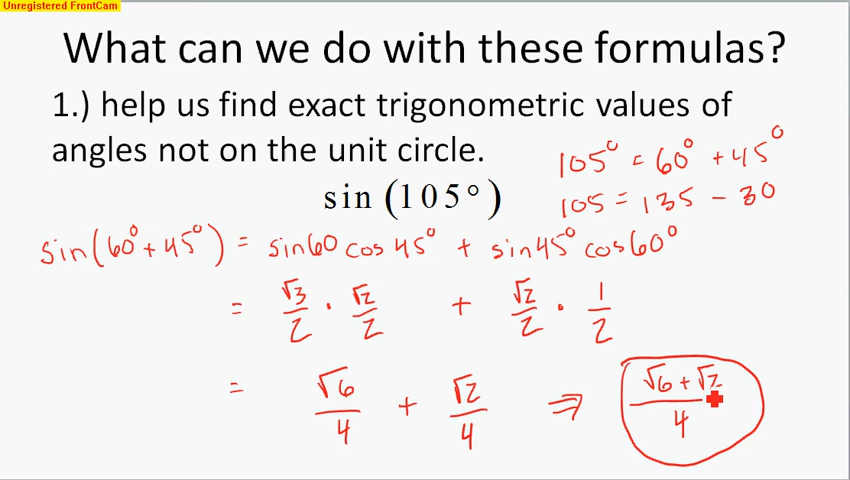 Unregistered FrontCam
What can we do with these formulas?
1.) help us find exact trigonometric values of
angles not on the unit circle.
105° = 60° + 45°
sin (105°)
105 = 135 - 30
sin(60° + 45°) = sin60 cos 45° + sin45° cos60°
= √3/2 · √2/2 + √2/2 · 1/2
= √6/4 + √2/4 ⇒ (√6 + √2)/4